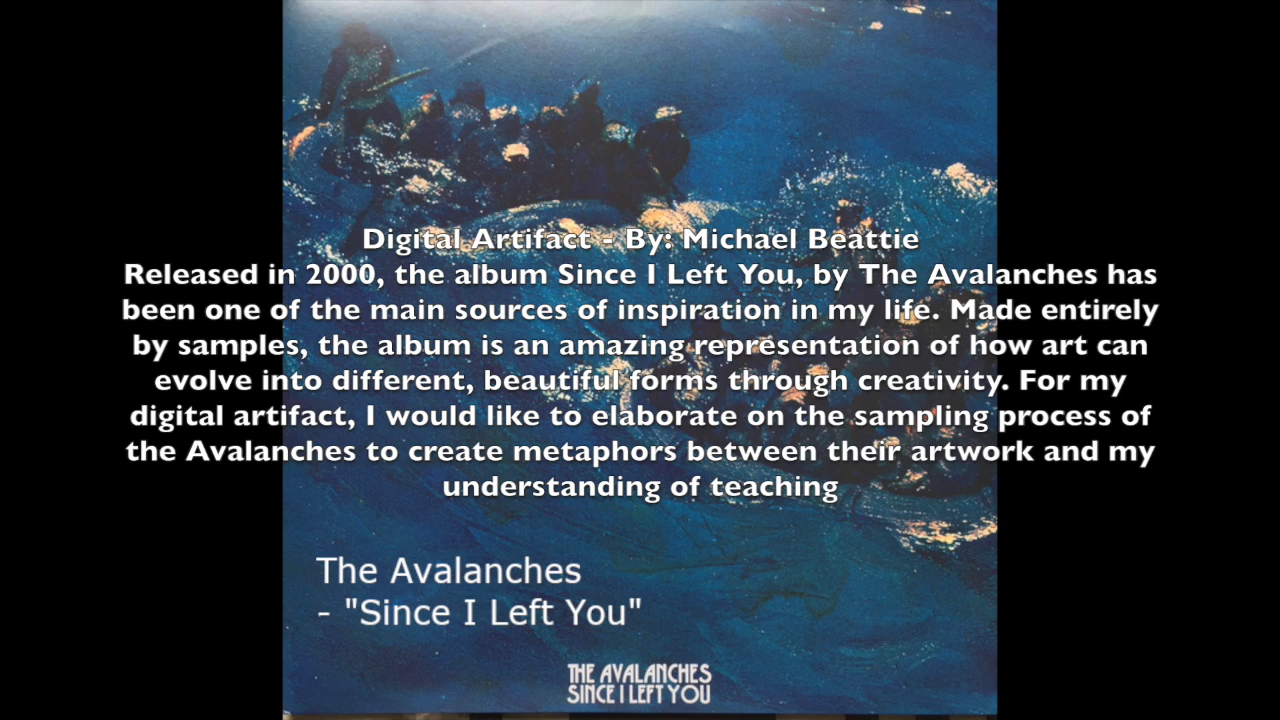 Digital Artifact - By: Michael Beattie
Released in 2000, the album Since I Left You, by The Avalanches has
been one of the main sources of inspiration in my life. Made entirely
by samples, the album is an amazing representation of how art can
evolve into different, beautiful forms through creativity. For my
digital artifact, I would like to elaborate on the sampling process of
the Avalanches to create metaphors between their artwork and my
understanding of teaching
The Avalanches
- "Since I Left You"
THE AVALANCHES
SINCE I LEFT YOU